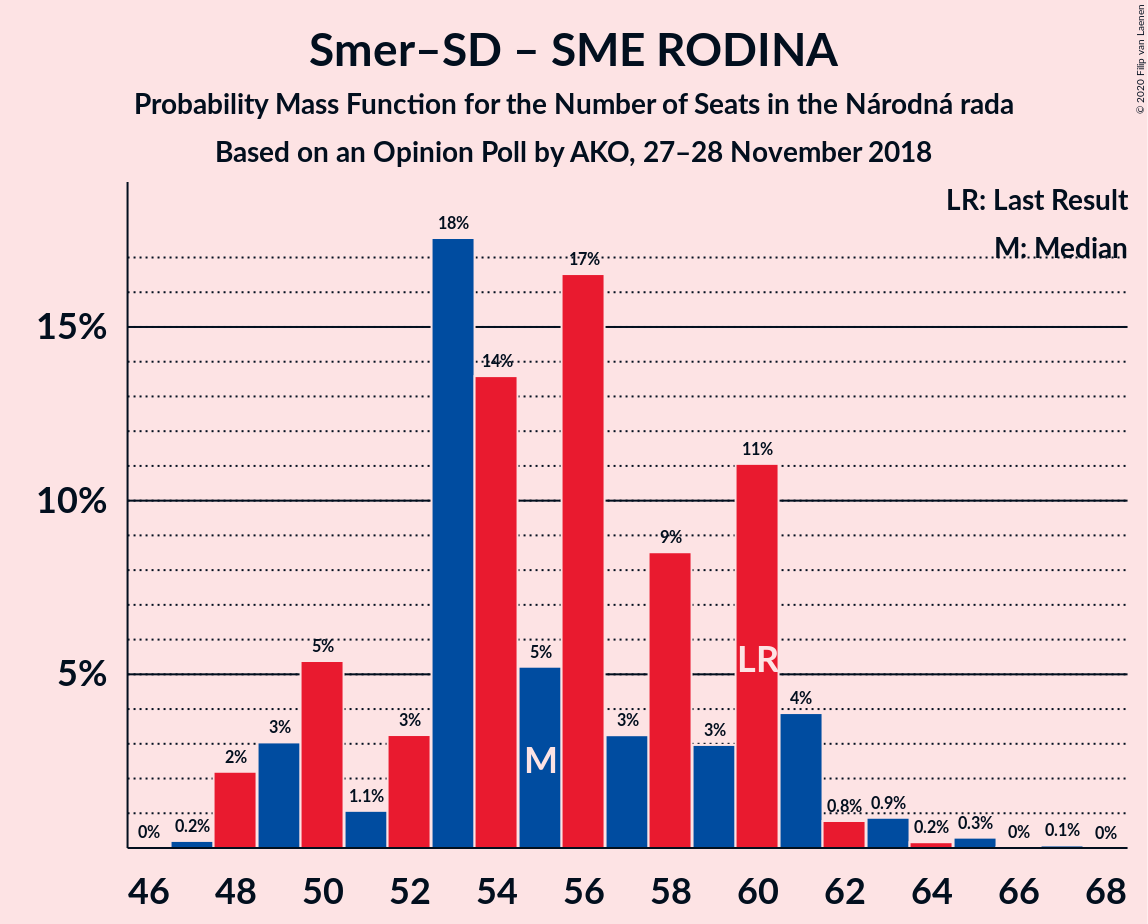 Smer–SD – SME RODINA
Probability Mass Function for the Number of Seats in the Národná rada
Based on an Opinion Poll by AKO, 27–28 November 2018
© 2020 Filip van Laenen
LR: Last Result
M: Median
15%
10%
5%
0%
0.2%
2%
3%
5%
1.1%
3%
18%
14%
5%
17%
3%
9%
3%
11%
4%
0.8%
0.9%
0.2%
0.3%
0%
0.1%
0%
M
LR
46 48 50 52 54 56 58 60 62 64 66 68